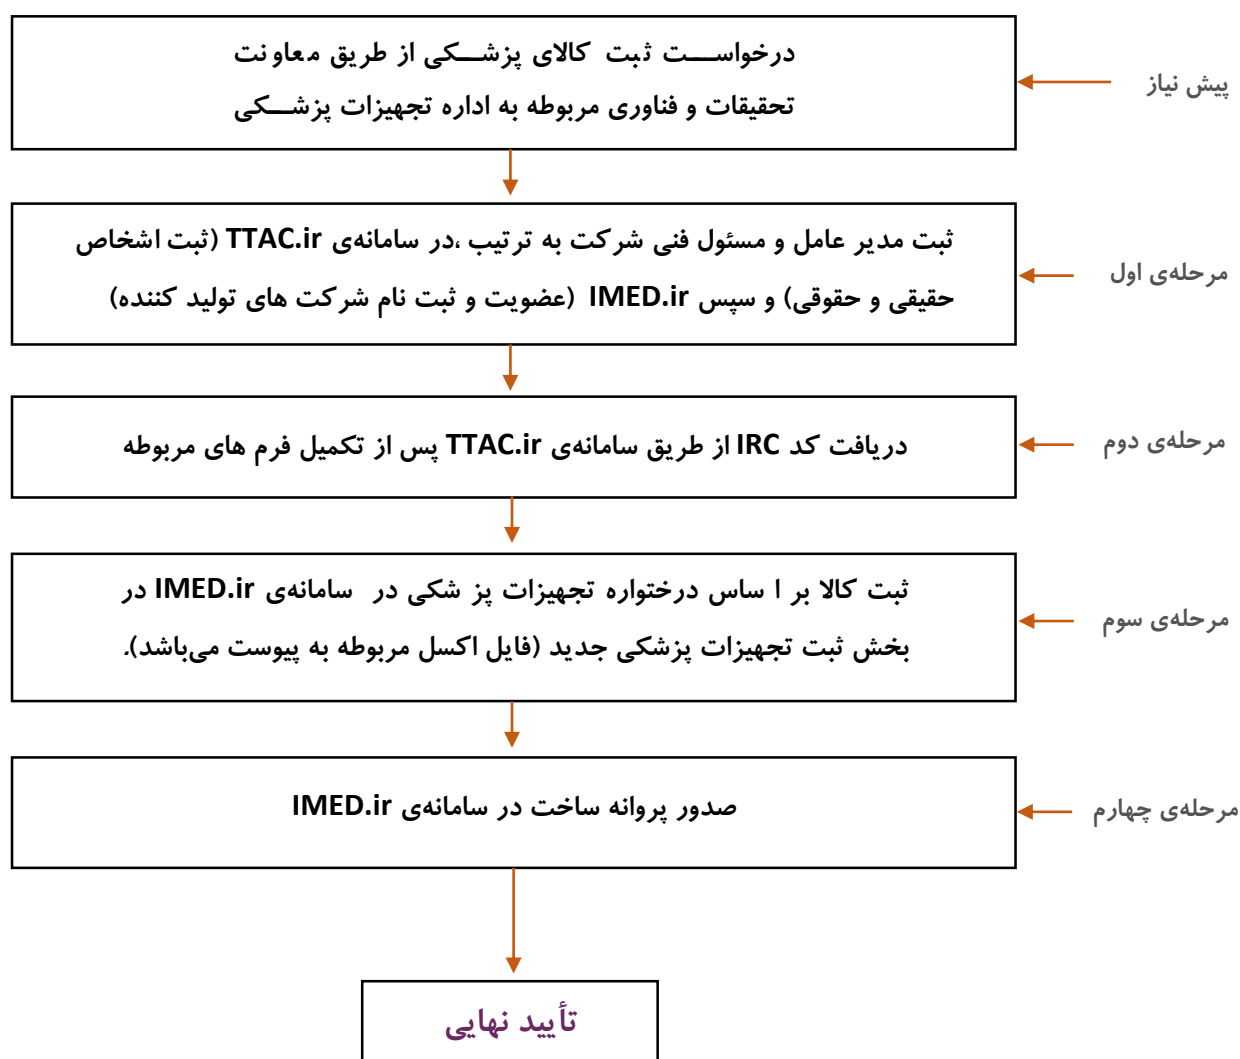 درخواست ثبت کالای پزشکی از طریق معاونت
تحقیقات و فناوری مربوطه به اداره تجهیزات پزشکی
پیش نیاز
ثبت مدیر عامل و مسئول فنی شرکت به ترتیب ،در سامانه‌ی TTAC.ir (ثبت اشخاص
حقیقی و حقوقی) و سپس IMED.ir (عضویت و ثبت نام شرکت های تولید کننده)
مرحله‌ی اول
دریافت کد IRC از طریق سامانه‌ی TTAC.ir پس از تکمیل فرم های مربوطه
مرحله‌ی دوم
ثبت کالا بر ا ساس درختواره تجهیزات پز شکی در سامانه‌ی IMED.ir در
بخش ثبت تجهیزات پزشکی جدید (فایل اکسل مربوطه به پیوست می‌باشد).
مرحله‌ی سوم
صدور پروانه ساخت در سامانه‌ی IMED.ir
مرحله‌ی چهارم
تأیید نهایی